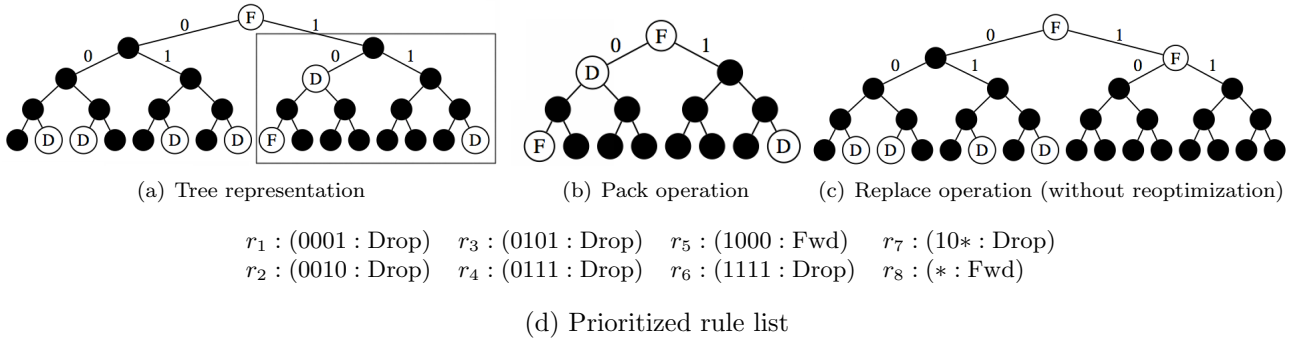 F F F
0 1 0 1 0 1
0 1 D 0 1 D 0 1 0 F 1
D D D D F D F D D D D D
(a) Tree representation (b) Pack operation (c) Replace operation (without reoptimization)
r1 : (0001 : Drop) r3 : (0101 : Drop) r5 : (1000 : Fwd) r7 : (10∗ : Drop)
r2 : (0010 : Drop) r4 : (0111 : Drop) r6 : (1111 : Drop) r8 : (∗ : Fwd)
(d) Prioritized rule list